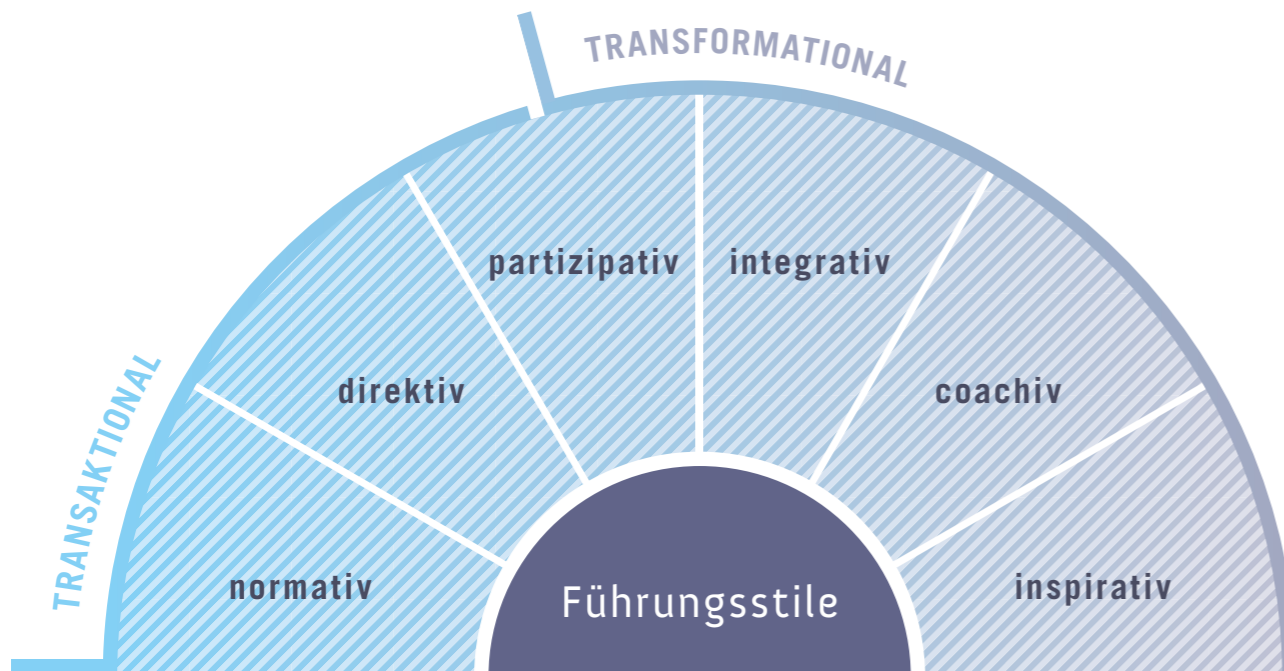 TRANSFORMATIONAL
partizipativ
integrativ
direktiv
coachiv
TRANSAKTIONAL
normativ
inspirativ
Führungsstile